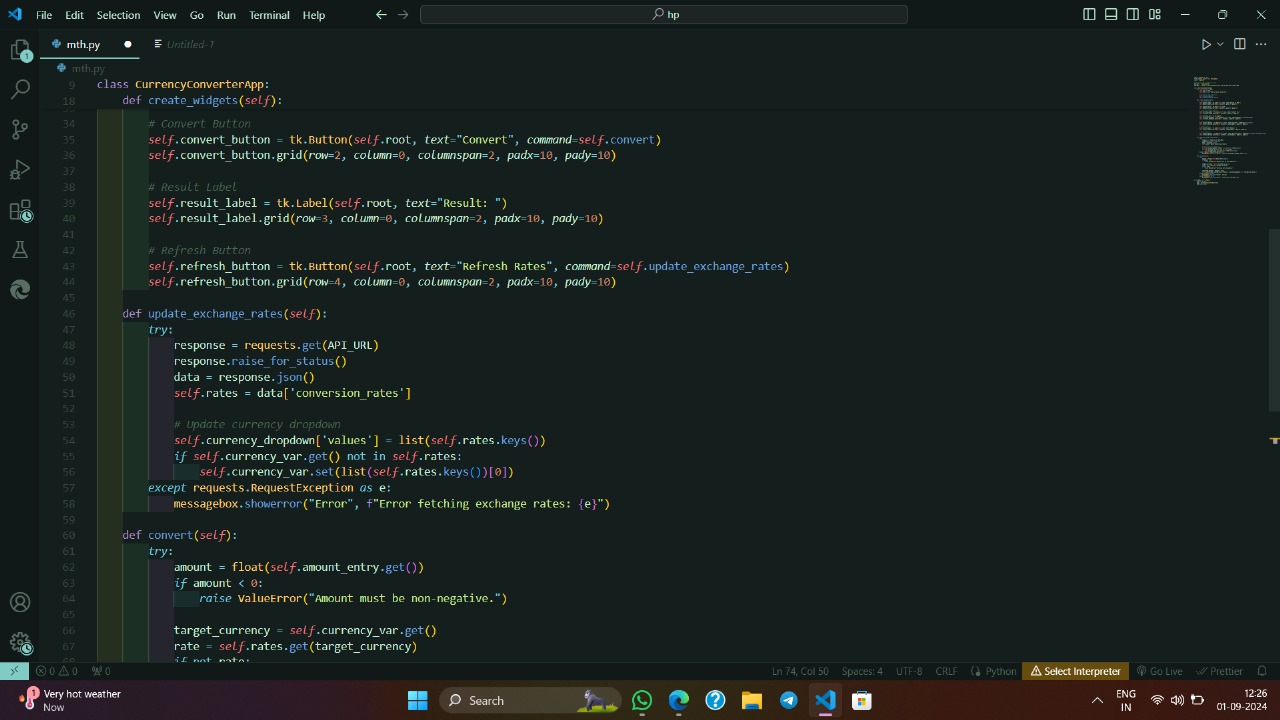 File Edit Selection View Go Run Terminal Help
hp
mth.py
Untitled-1
mth.py
9 class CurrencyConverterApp:
18 def create_widgets(self):
34 # Convert Button
35 self.convert_button = tk.Button(self.root, text="Convert", command=self.convert)
36 self.convert_button.grid(row=2, column=0, columnspan=2, padx=10, pady=10)
37
38 # Result Label
39 self.result_label = tk.Label(self.root, text="Result: ")
40 self.result_label.grid(row=3, column=0, columnspan=2, padx=10, pady=10)
41
42 # Refresh Button
43 self.refresh_button = tk.Button(self.root, text="Refresh Rates", command=self.update_exchange_rates)
44 self.refresh_button.grid(row=4, column=0, columnspan=2, padx=10, pady=10)
45
46 def update_exchange_rates(self):
47 try:
48 response = requests.get(API_URL)
49 response.raise_for_status()
50 data = response.json()
51 self.rates = data['conversion_rates']
52
53 # Update currency dropdown
54 self.currency_dropdown['values'] = list(self.rates.keys())
55 if self.currency_var.get() not in self.rates:
56 self.currency_var.set(list(self.rates.keys())[0])
57 except requests.RequestException as e:
58 messagebox.showerror("Error", f"Error fetching exchange rates: {e}")
59
60 def convert(self):
61 try:
62 amount = float(self.amount_entry.get())
63 if amount < 0:
64 raise ValueError("Amount must be non-negative.")
65
66 target_currency = self.currency_var.get()
67 rate = self.rates.get(target_currency)
68 if not rate:
1
0 0 0
Ln 74, Col 50 Spaces: 4 UTF-8 CRLF Python Select Interpreter Go Live Prettier
1 Very hot weather
Now
Search
ENG
IN
12:26
01-09-2024